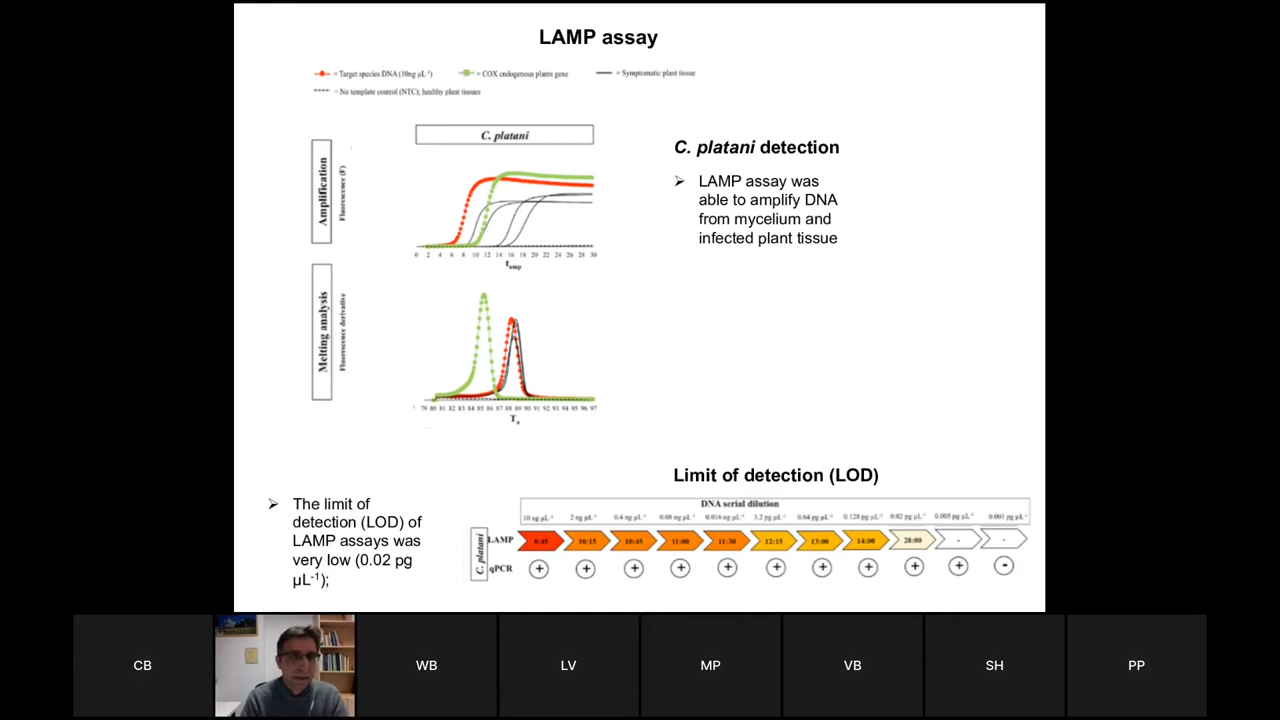 LAMP assay
= Target species DNA (10ng µL⁻¹)
= COX endogenous plants gene
= Symptomatic plant tissue
= No template control (NTC); healthy plant tissues
C. platani
Amplification
Fluorescence (F)
0 2 4 6 8 10 12 14 16 18 20 22 24 26 28 30
t amp
Melting analysis
Fluorescence derivative
79 80 81 82 83 84 85 86 87 88 89 90 91 92 93 94 95 96 97
C. platani detection
➢ LAMP assay was
able to amplify DNA
from mycelium and
infected plant tissue
➢ The limit of
detection (LOD) of
LAMP assays was
very low (0.02 pg
µL⁻¹);
Limit of detection (LOD)
DNA serial dilution
10 ng µL⁻¹ 2 ng µL⁻¹ 0.4 ng µL⁻¹ 0.08 ng µL⁻¹ 0.016 ng µL⁻¹ 3.2 pg µL⁻¹ 0.64 pg µL⁻¹ 0.128 pg µL⁻¹ 0.02 pg µL⁻¹ 0.005 pg µL⁻¹ 0.001 pg µL⁻¹
C. platani
LAMP 8:45 10:15 10:45 11:00 11:30 12:15 13:00 14:00 28:00 - -
qPCR + + + + + + + + + + -
CB
WB
LV
MP
VB
SH
PP